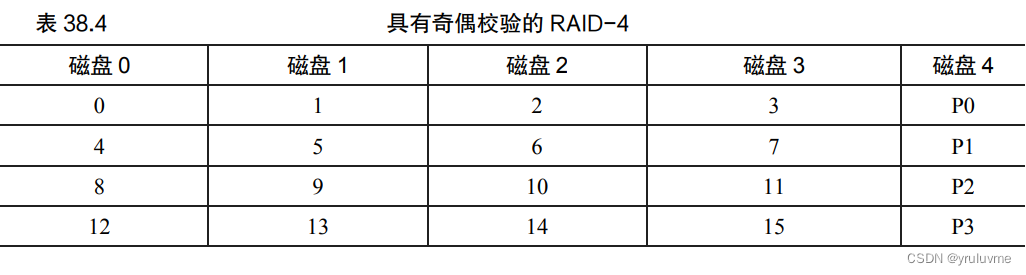 表 38.4 具有奇偶校验的 RAID-4
磁盘 0 磁盘 1 磁盘 2 磁盘 3 磁盘 4
0 1 2 3 P0
4 5 6 7 P1
8 9 10 11 P2
12 13 14 15 P3
CSDN @yruluvme